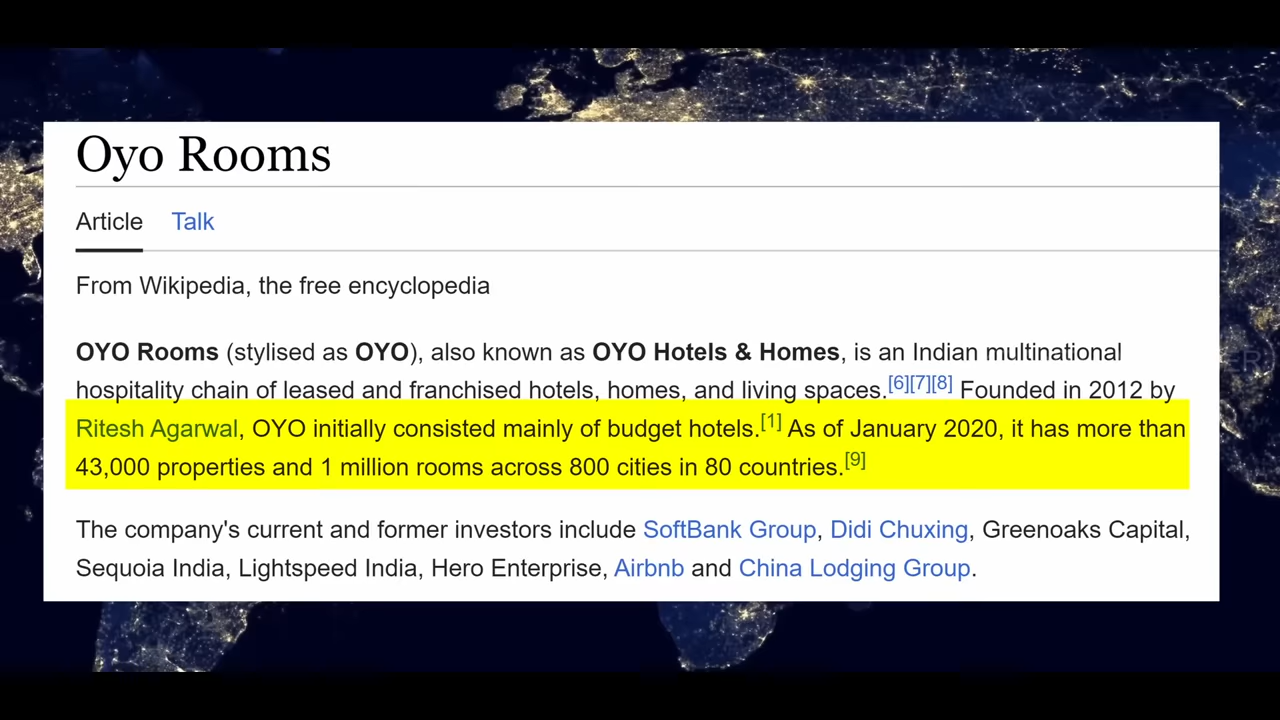 Oyo Rooms
Article Talk
From Wikipedia, the free encyclopedia
OYO Rooms (stylised as OYO), also known as OYO Hotels & Homes, is an Indian multinational
hospitality chain of leased and franchised hotels, homes, and living spaces.[6][7][8] Founded in 2012 by
Ritesh Agarwal, OYO initially consisted mainly of budget hotels.[1] As of January 2020, it has more than
43,000 properties and 1 million rooms across 800 cities in 80 countries.[9]
The company's current and former investors include SoftBank Group, Didi Chuxing, Greenoaks Capital,
Sequoia India, Lightspeed India, Hero Enterprise, Airbnb and China Lodging Group.